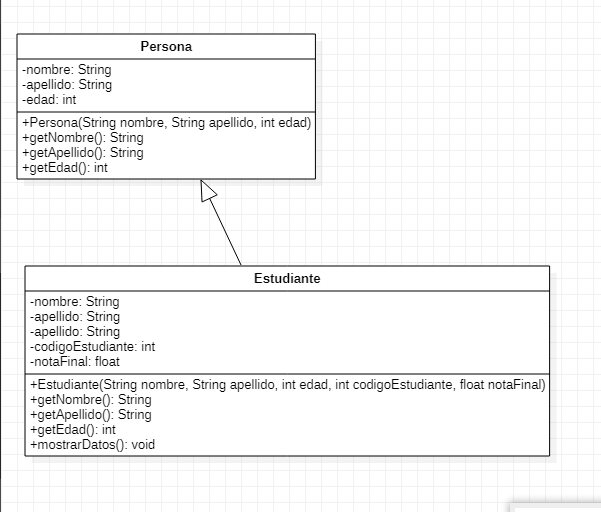 Persona
-nombre: String
-apellido: String
-edad: int
+Persona(String nombre, String apellido, int edad)
+getNombre(): String
+getApellido(): String
+getEdad(): int
Estudiante
-nombre: String
-apellido: String
-apellido: String
-codigoEstudiante: int
-notaFinal: float
+Estudiante(String nombre, String apellido, int edad, int codigoEstudiante, float notaFinal)
+getNombre(): String
+getApellido(): String
+getEdad(): int
+mostrarDatos(): void